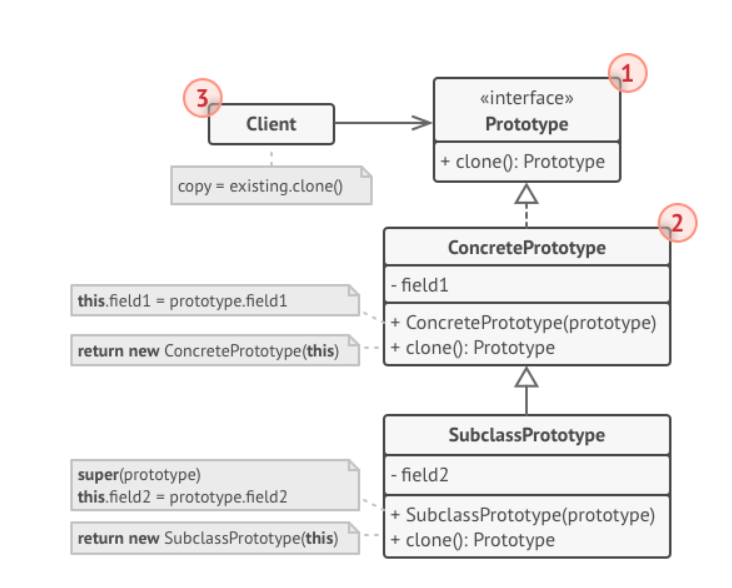 1
3
«interface»
Prototype
Client
+ clone(): Prototype
copy = existing.clone()
2
ConcretePrototype
- field1
this.field1 = prototype.field1
+ ConcretePrototype(prototype)
return new ConcretePrototype(this)
+ clone(): Prototype
SubclassPrototype
- field2
super(prototype)
this.field2 = prototype.field2
+ SubclassPrototype(prototype)
return new SubclassPrototype(this)
+ clone(): Prototype